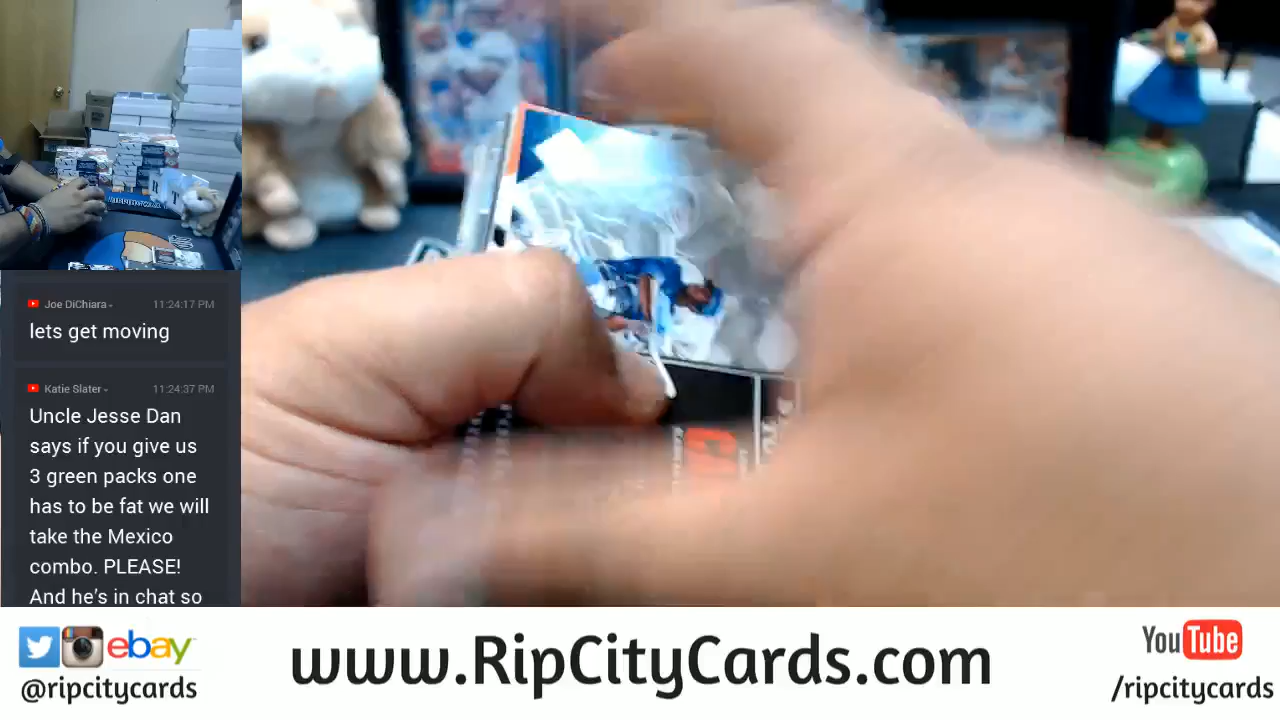 Joe DiChiara 11:24:17 PM
lets get moving
Katie Slater 11:24:37 PM
Uncle Jesse Dan
says if you give us
3 green packs one
has to be fat we will
take the Mexico
combo. PLEASE!
And he's in chat so
ebay
@ripcitycards
www.RipCityCards.com
YouTube
/ripcitycards